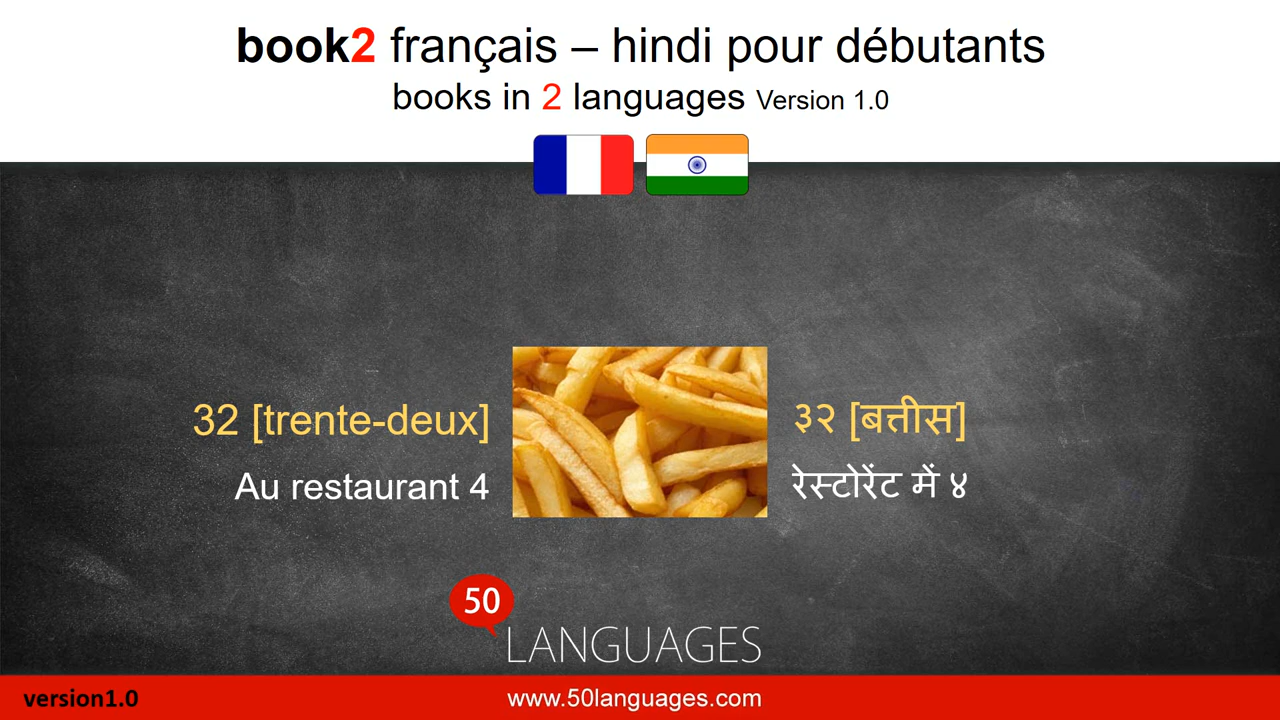 book2 français – hindi pour débutants
books in 2 languages Version 1.0
32 [trente-deux]
Au restaurant 4
३२ [बत्तीस]
रेस्टोरेंट में ४
50
LANGUAGES
version1.0
www.50languages.com